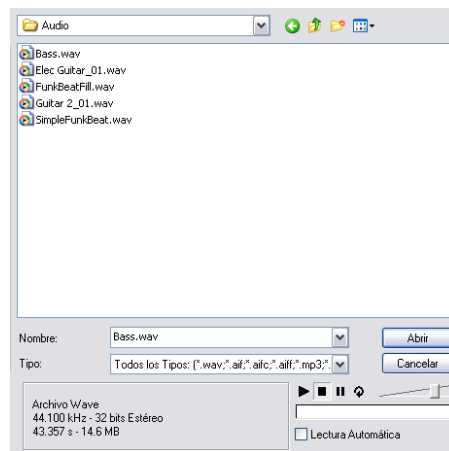 Audio
Bass.wav
Elec Guitar_01.wav
FunkBeatFill.wav
Guitar 2_01.wav
SimpleFunkBeat.wav
Nombre:
Bass.wav
Abrir
Tipo:
Todos los Tipos: (*.wav;*.aif;*.aifc;*.aiff;*.mp3;*.
Cancelar
Archivo Wave
44.100 kHz - 32 bits Estéreo
43.357 s - 14.6 MB
Lectura Automática